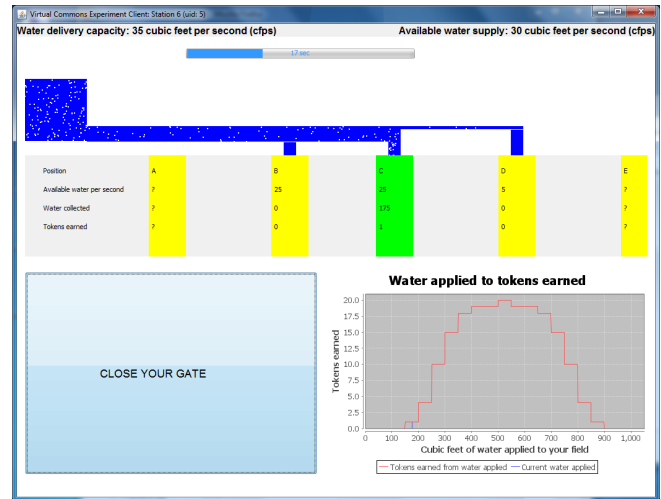 Virtual Commons Experiment Client: Station 6 (uid: 5)
Water delivery capacity: 35 cubic feet per second (cfps) Available water supply: 30 cubic feet per second (cfps)
17 sec
Position A B C D E
Available water per second ? 25 25 5 ?
Water collected ? 0 175 0 ?
Tokens earned ? 0 1 0 ?
CLOSE YOUR GATE
Water applied to tokens earned
20.0
17.5
15.0
12.5
10.0
7.5
5.0
2.5
0.0
Tokens earned
0 100 200 300 400 500 600 700 800 900 1,000
Cubic feet of water applied to your field
Tokens earned from water applied Current water applied